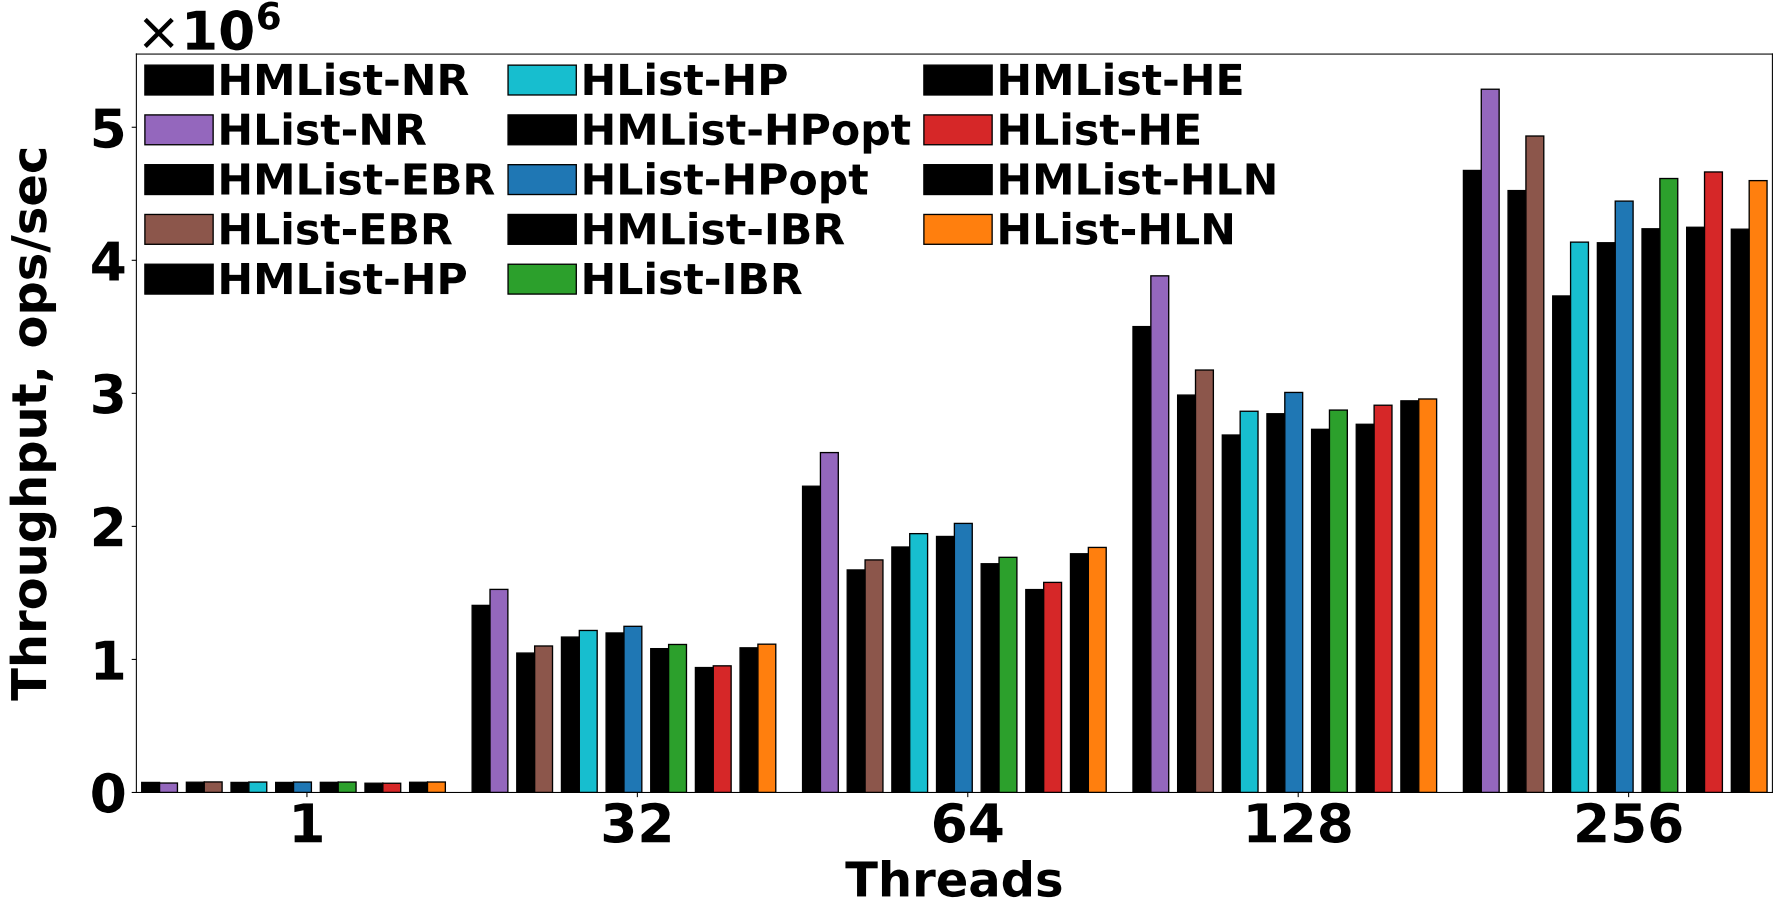 ×10⁶
HMList-NR
HList-NR
HMList-EBR
HList-EBR
HMList-HP
HList-HP
HMList-HPopt
HList-HPopt
HMList-IBR
HList-IBR
HMList-HE
HList-HE
HMList-HLN
HList-HLN
Throughput, ops/sec
5
4
3
2
1
0
1 32 64 128 256
Threads